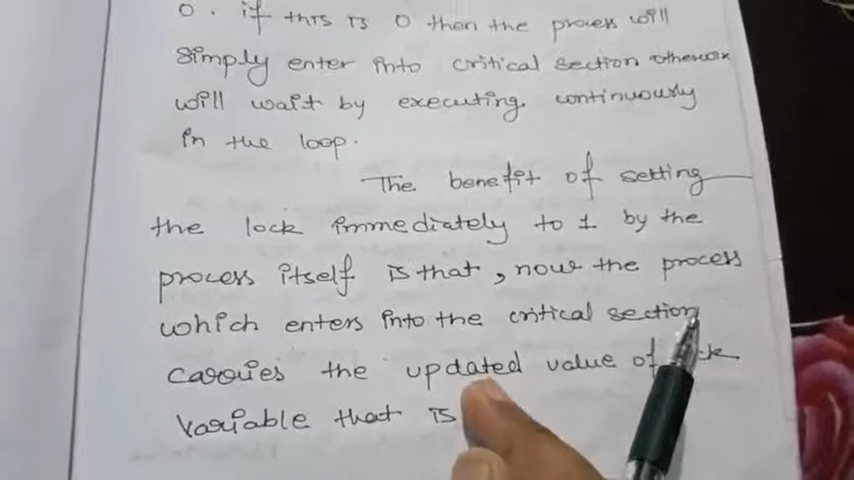 0. if this is 0 then the process will
Simply enter into critical section otherwise
will wait by executing continuously
in the loop.
The benefit of setting
the lock immediately to 1 by the
process itself is that, now the process
which enters into the critical section
carries the updated value of
variable that is